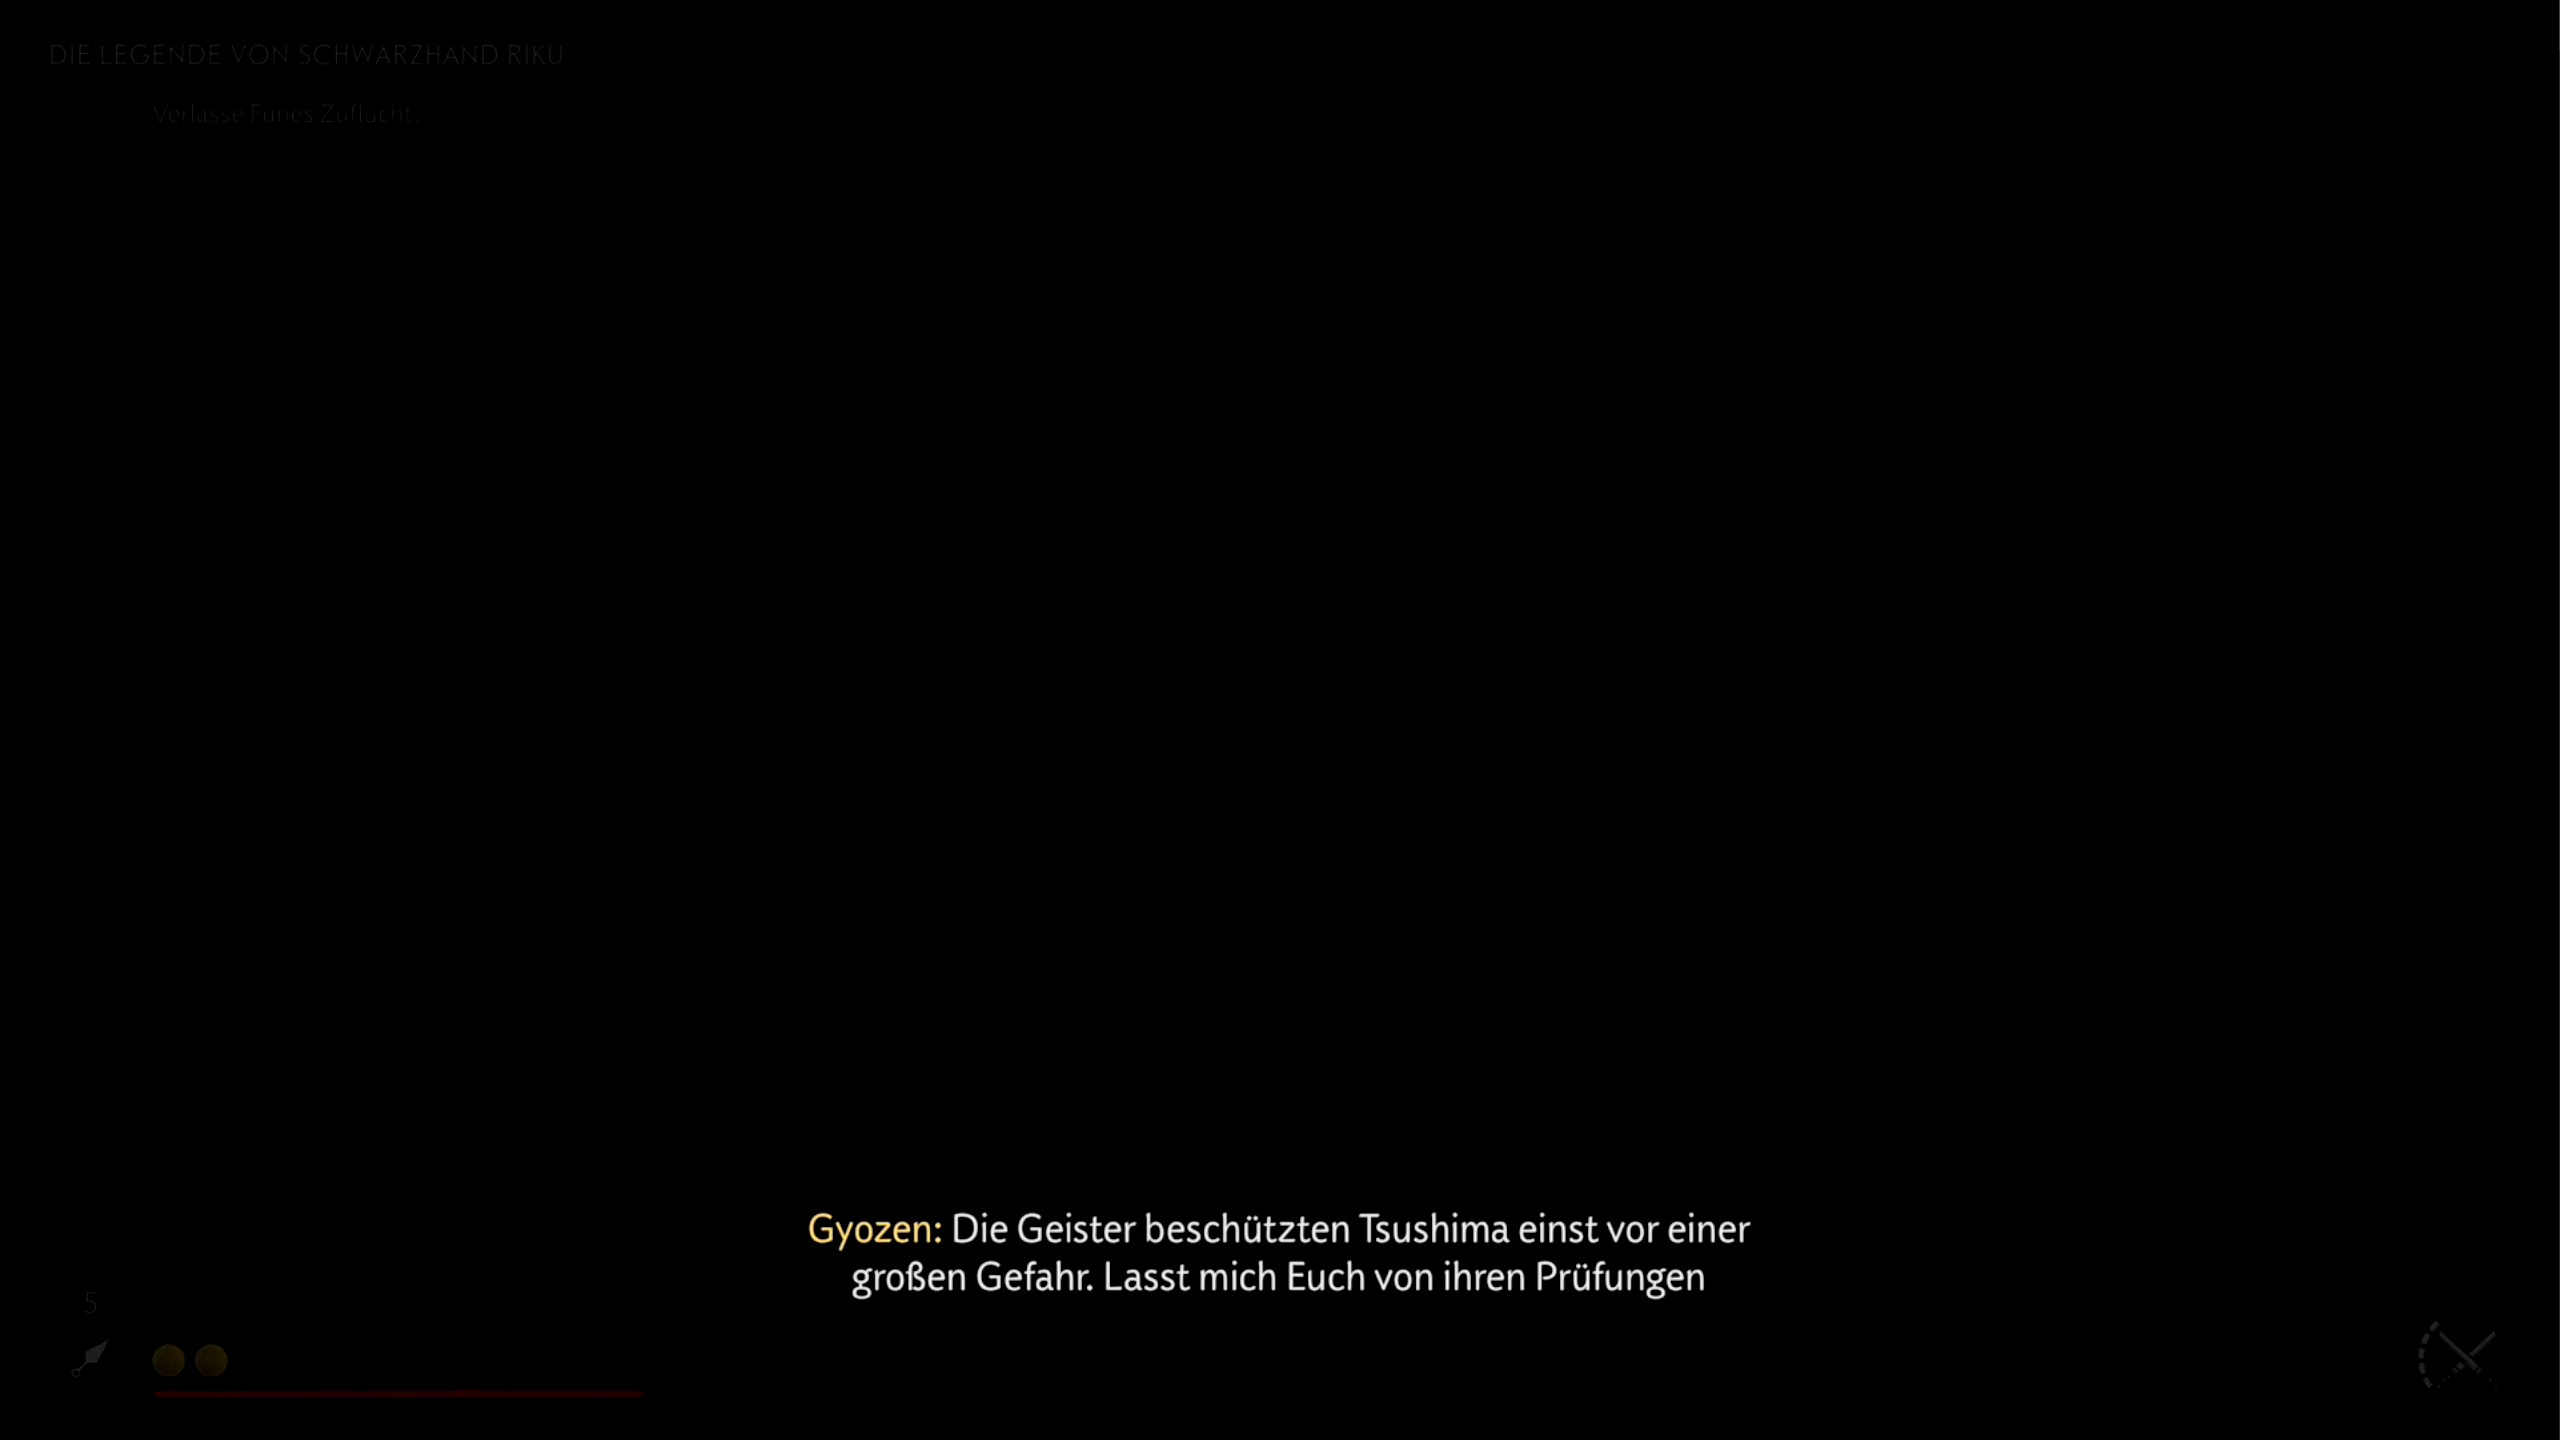 DIE LEGENDE VON SCHWARZHAND RIKU
Verlasse Funes Zuflucht.
Gyozen: Die Geister beschützten Tsushima einst vor einer
großen Gefahr. Lasst mich Euch von ihren Prüfungen
5